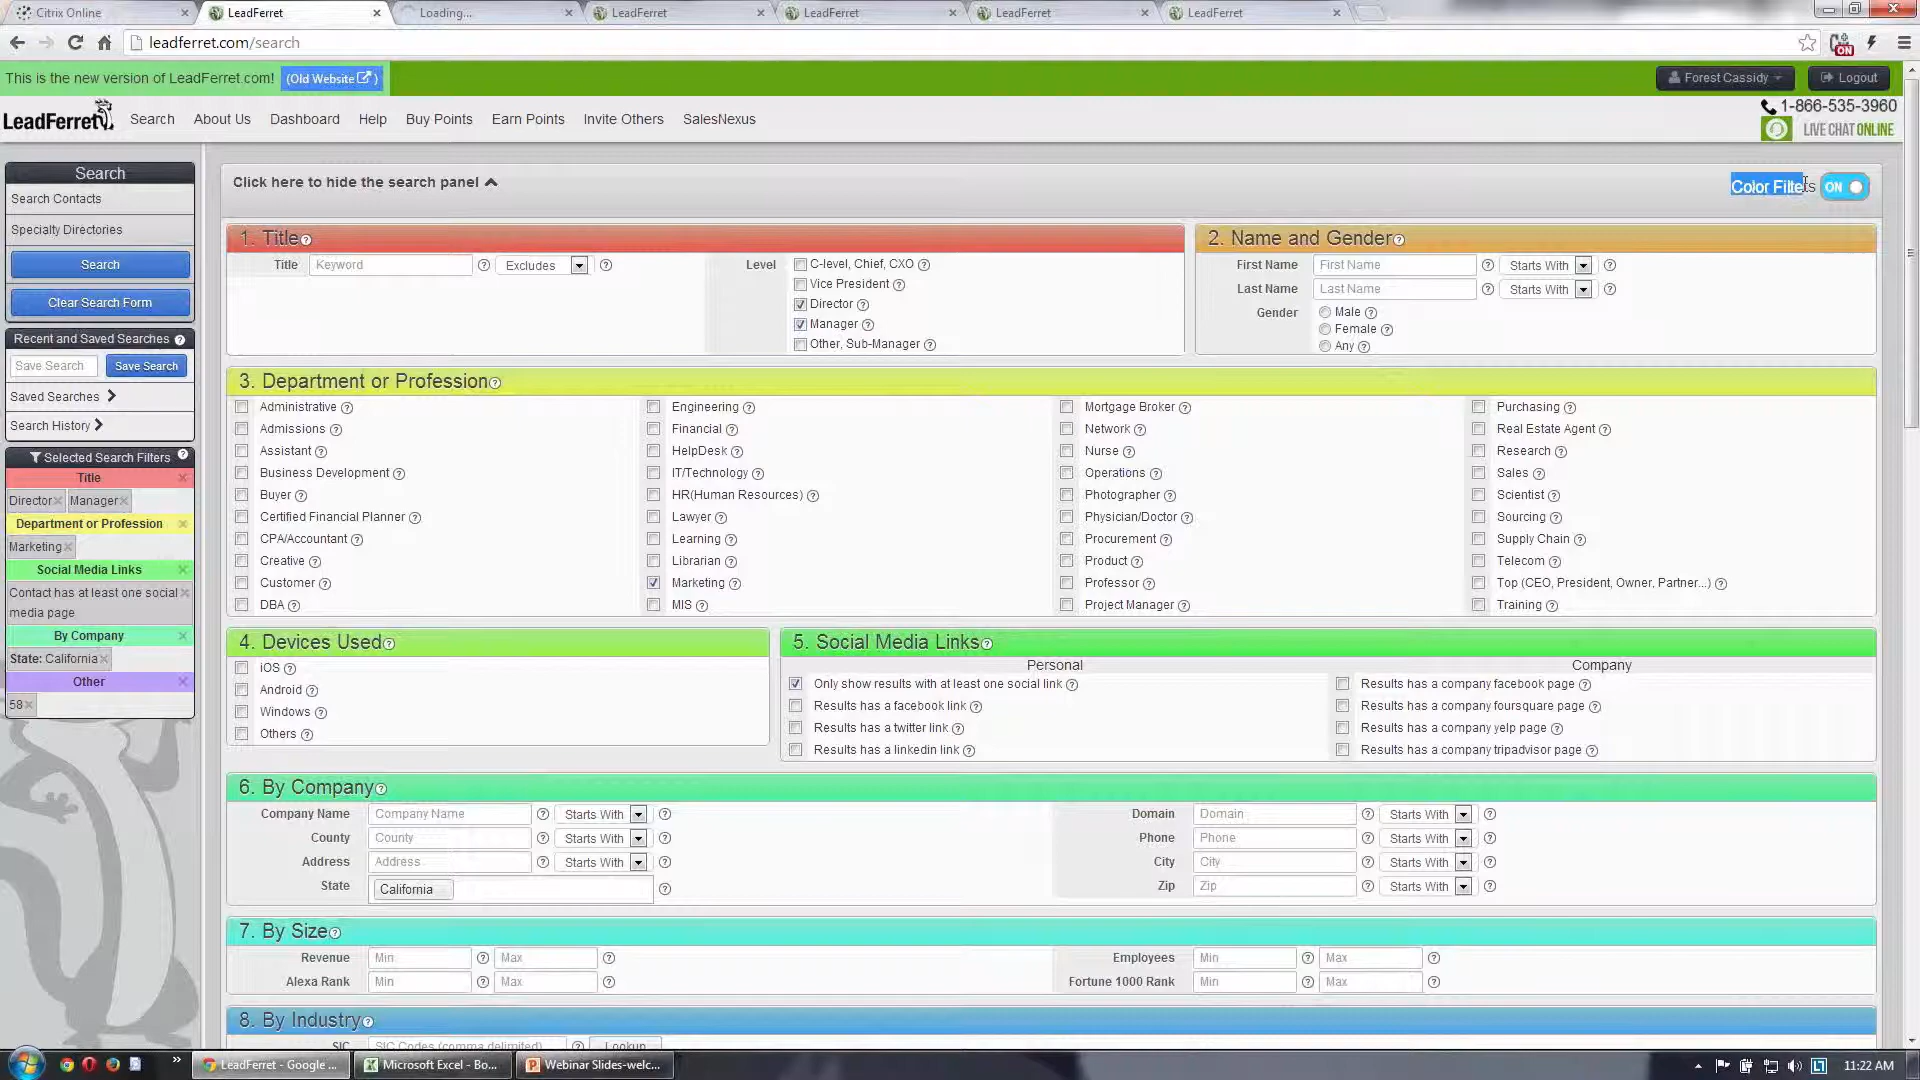 Citrix Online
LeadFerret
Loading...
LeadFerret
LeadFerret
LeadFerret
LeadFerret
leadferret.com/search
ON
This is the new version of LeadFerret.com! (Old Website)
Forest Cassidy
Logout
LeadFerret
Search
About Us
Dashboard
Help
Buy Points
Earn Points
Invite Others
SalesNexus
1-866-535-3960
LIVE CHAT ONLINE
Search
Search Contacts
Specialty Directories
Search
Clear Search Form
Recent and Saved Searches ?
Save Search
Save Search
Saved Searches
Search History
Selected Search Filters ?
Title
Director Manager
Department or Profession
Marketing
Social Media Links
Contact has at least one social
media page
By Company
State: California
Other
58
Click here to hide the search panel
Color Filters ON
1. Title ?
Title Keyword ? Excludes ?
Level
C-level, Chief, CXO ?
Vice President ?
Director ?
Manager ?
Other, Sub-Manager ?
2. Name and Gender ?
First Name First Name ? Starts With ?
Last Name Last Name ? Starts With ?
Gender
Male ?
Female ?
Any ?
3. Department or Profession ?
Administrative ?
Admissions ?
Assistant ?
Business Development ?
Buyer ?
Certified Financial Planner ?
CPA/Accountant ?
Creative ?
Customer ?
DBA ?
Engineering ?
Financial ?
HelpDesk ?
IT/Technology ?
HR(Human Resources) ?
Lawyer ?
Learning ?
Librarian ?
Marketing ?
MIS ?
Mortgage Broker ?
Network ?
Nurse ?
Operations ?
Photographer ?
Physician/Doctor ?
Procurement ?
Product ?
Professor ?
Project Manager ?
Purchasing ?
Real Estate Agent ?
Research ?
Sales ?
Scientist ?
Sourcing ?
Supply Chain ?
Telecom ?
Top (CEO, President, Owner, Partner...) ?
Training ?
4. Devices Used ?
iOS ?
Android ?
Windows ?
Others ?
5. Social Media Links ?
Personal
Only show results with at least one social link ?
Results has a facebook link ?
Results has a twitter link ?
Results has a linkedin link ?
Company
Results has a company facebook page ?
Results has a company foursquare page ?
Results has a company yelp page ?
Results has a company tripadvisor page ?
6. By Company ?
Company Name Company Name ? Starts With ?
County County ? Starts With ?
Address Address ? Starts With ?
State California ?
Domain Domain ? Starts With ?
Phone Phone ? Starts With ?
City City ? Starts With ?
Zip Zip ? Starts With ?
7. By Size ?
Revenue Min ? Max ?
Alexa Rank Min ? Max ?
Employees Min ? Max ?
Fortune 1000 Rank Min ? Max ?
8. By Industry ?
SIC SIC Codes (comma delimited) ? Lookup
LeadFerret - Google ...
Microsoft Excel - Bo...
Webinar Slides-welc...
11:22 AM